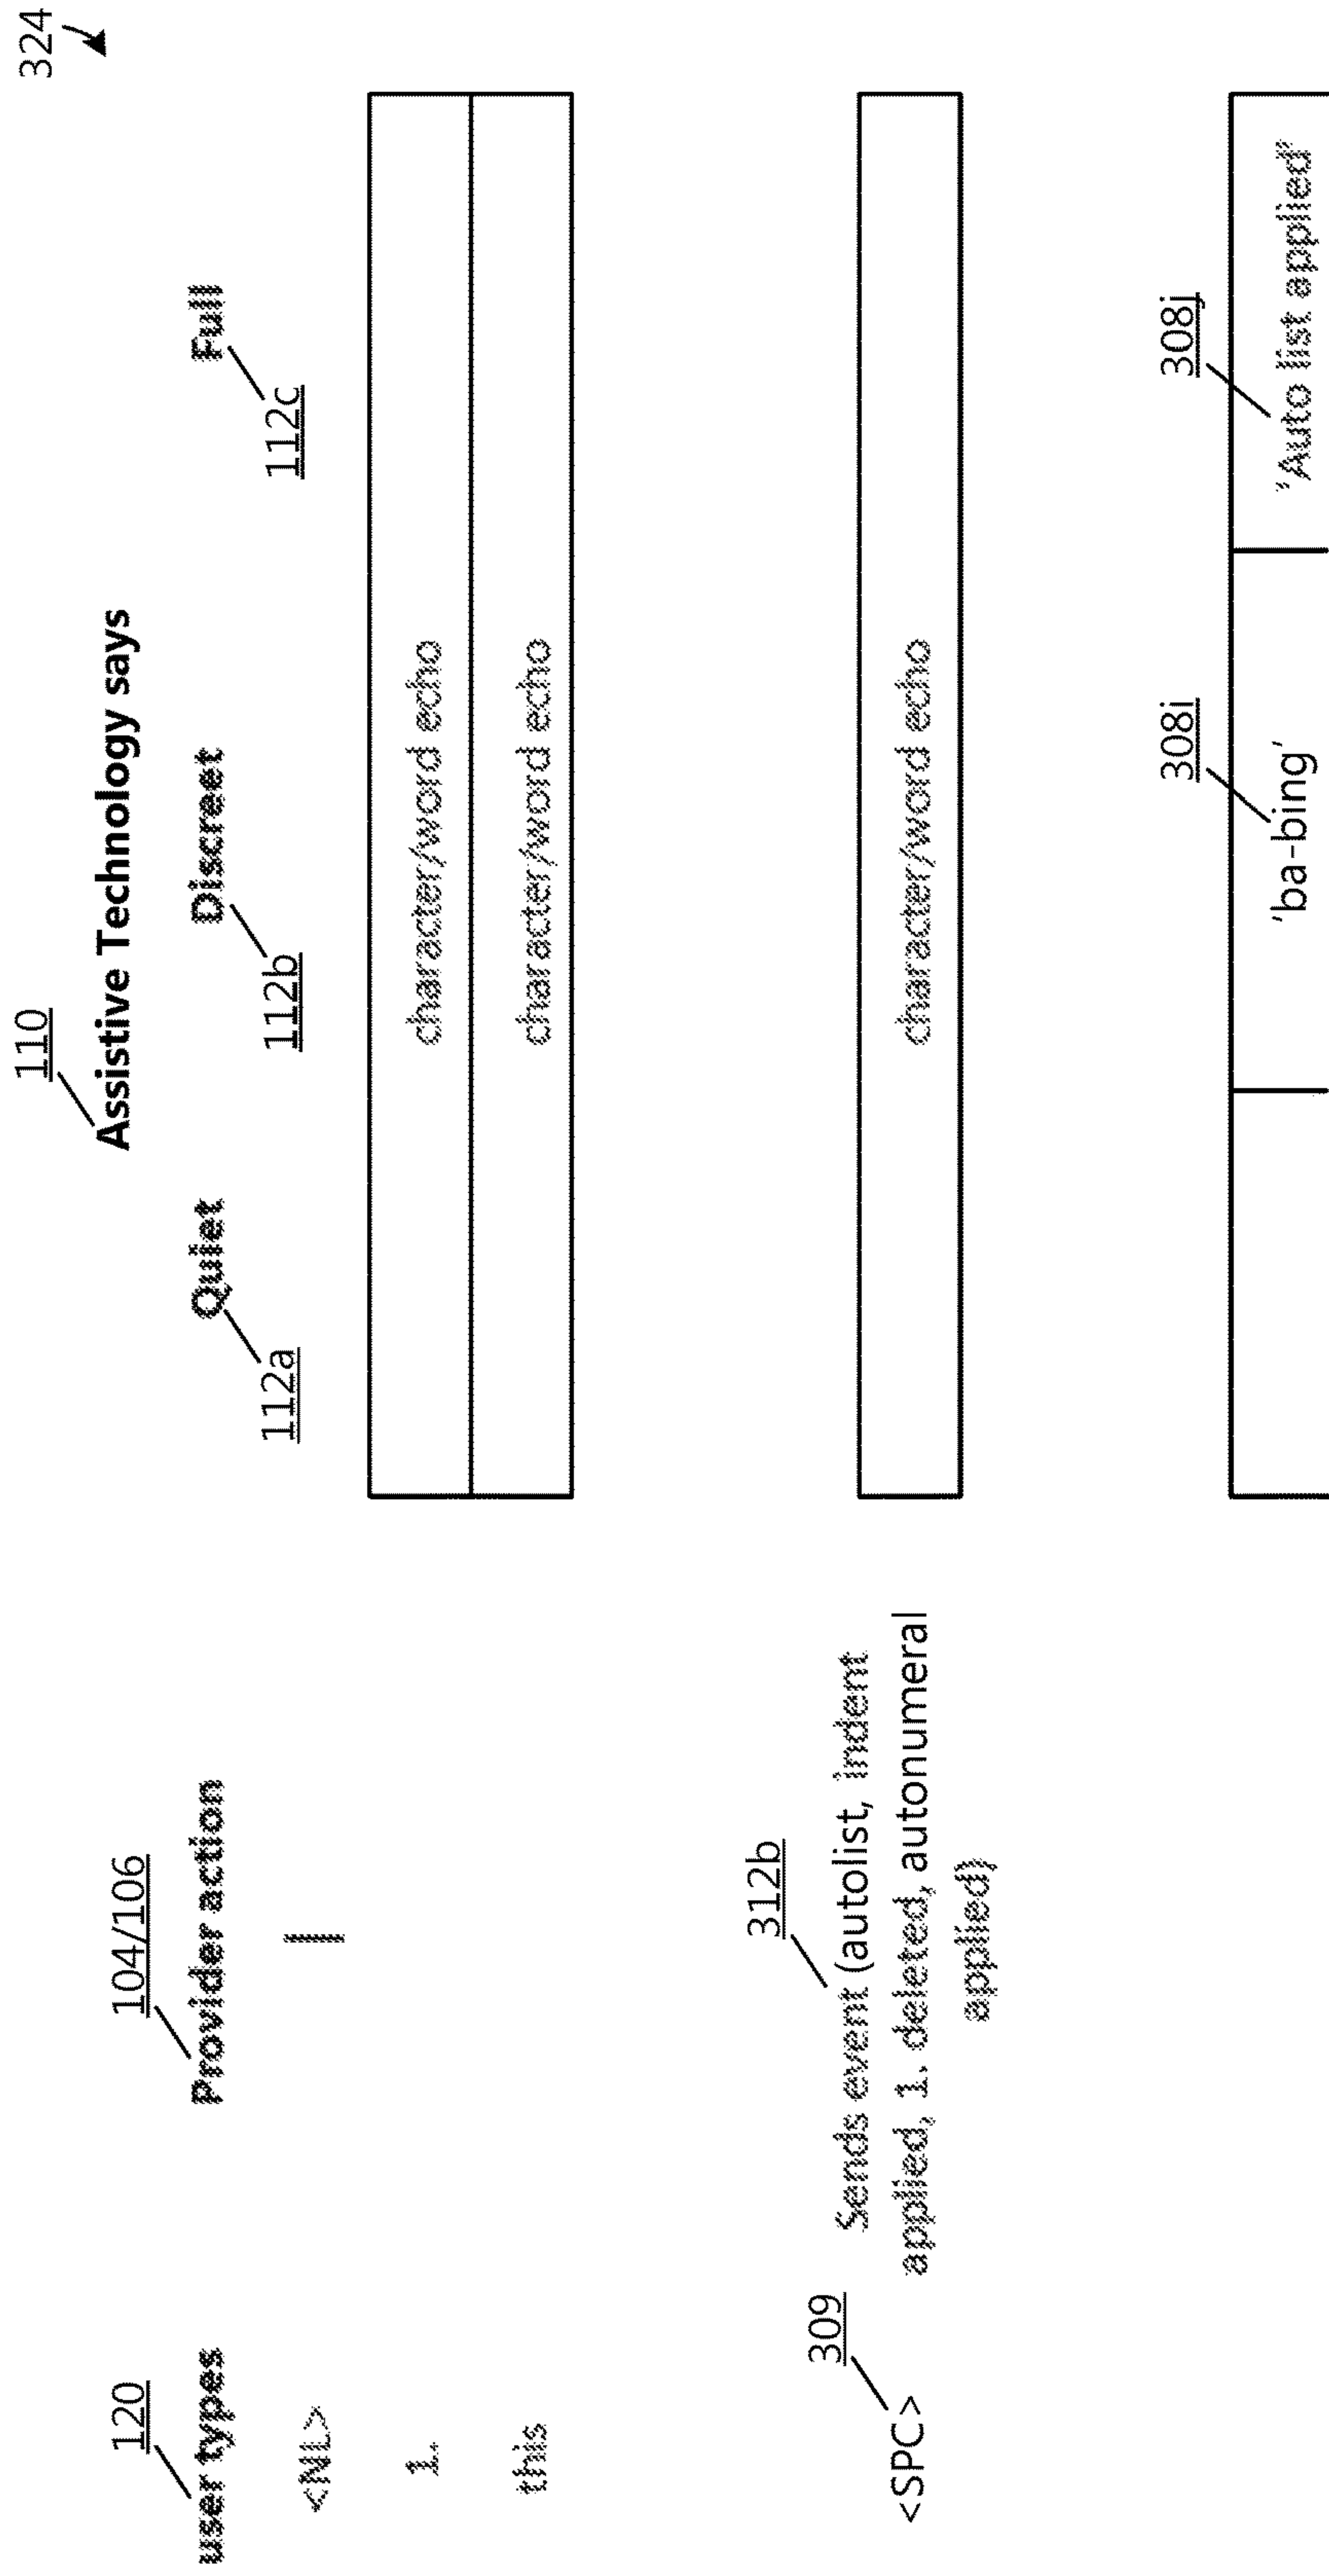 324
110
Assistive Technology says
120
104/106
user types
Provider action
Quiet
Discreet
Full
112a
112b
112c
<NL>
|
1.
character/word echo
this
character/word echo
309
312b
<SPC>
Sends event (autolist, indent
applied, 1. deleted, autonumeral
applied)
character/word echo
308i
308j
'ba-bing'
"Auto list applied"